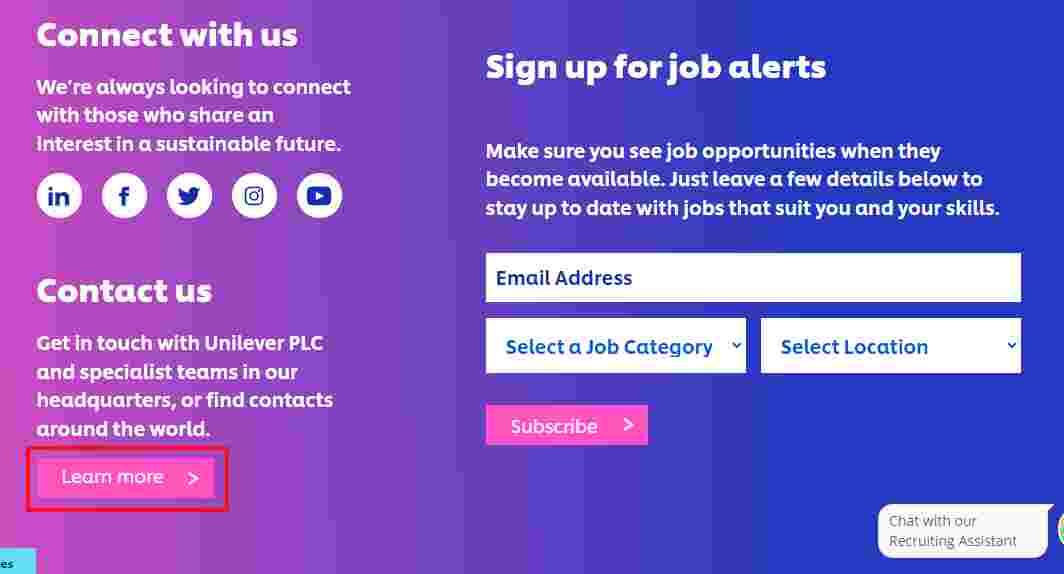 Connect with us
We're always looking to connect
with those who share an
interest in a sustainable future.
in f
Contact us
Get in touch with Unilever PLC
and specialist teams in our
headquarters, or find contacts
around the world.
Learn more >
Sign up for job alerts
Make sure you see job opportunities when they
become available. Just leave a few details below to
stay up to date with jobs that suit you and your skills.
Email Address
Select a Job Category
Select Location
Subscribe >
Chat with our
Recruiting Assistant
es